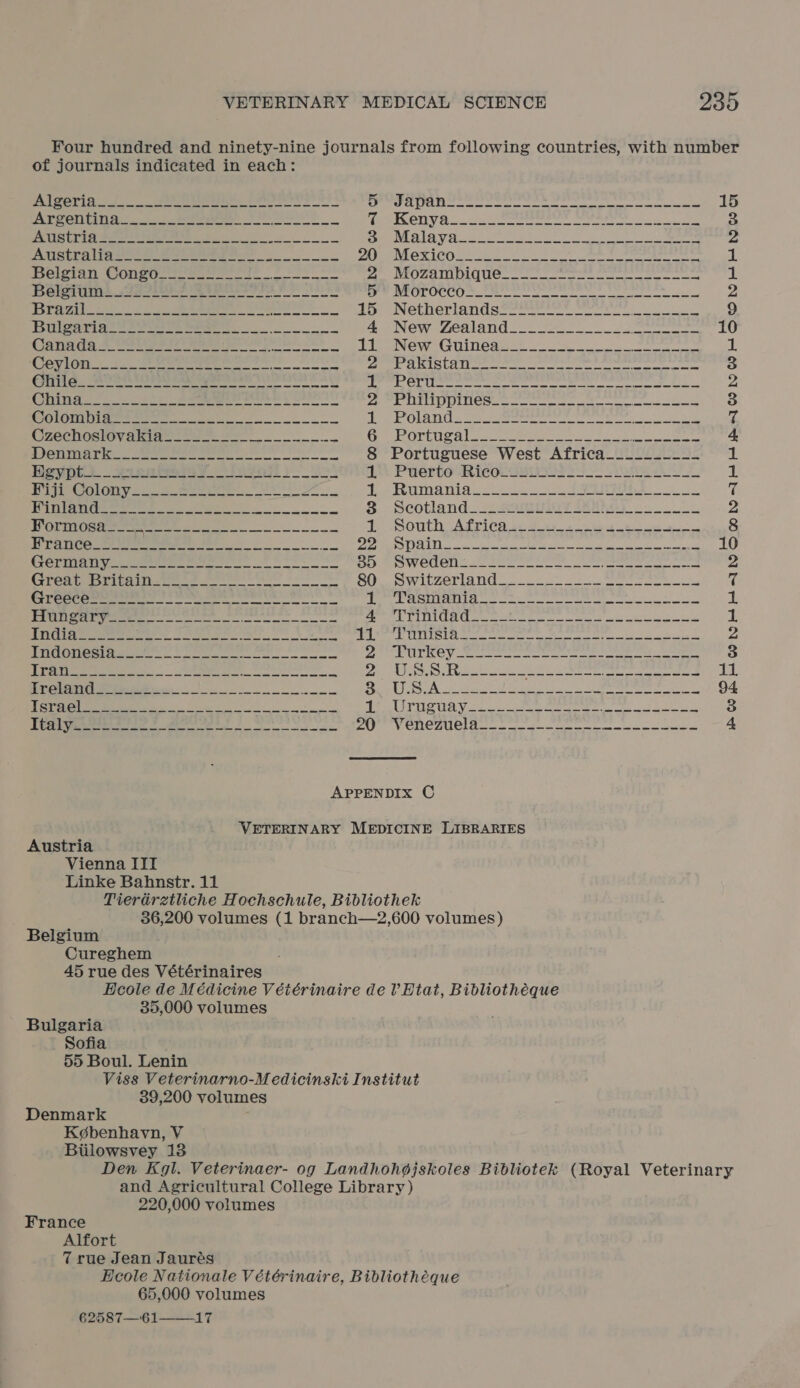 VETERINARY MEDICAL SCIENCE 235
Four hundred and ninety-nine journals from following countries, with number
of journals indicated in each:
Algeria 5
Argentina 7
Austria 3
Australia 20
Belgian Congo 2
Belgium 5
Brazil 15
Bulgaria 4
Canada 11
Ceylon 2
Chile 1
China 2
Colombia 1
Czechoslovakia 6
Denmark 8
Egypt 1
Fiji Colony 1
Finland 3
Formosa 1
France 22
Germany 35
Great Britain 80
Greece 1
Hungary 4
India 11
Indonesia 2
Iran 2
Ireland 3
Israel 1
Italy 20
Japan 15
Kenya 3
Malaya 2
Mexico 1
Mozambique 1
Morocco 2
Netherlands 9
New Zealand 10
New Guinea 1
Pakistan 3
Peru 2
Philippines 3
Poland 7
Portugal 4
Portuguese West Africa 1
Puerto Rico 1
Rumania 7
Scotland 2
South Africa 8
Spain 10
Sweden 2
Switzerland 7
Tasmania 1
Trinidad 1
Tunisia 2
Turkey 3
U.S.S.R 11
U.S.A 94
Uruguay 3
Venezuela 4
APPENDIX C
VETERINARY MEDICINE LIBRARIES
Austria
Vienna III
Linke Bahnstr. 11
Tierärztliche Hochschule, Bibliothek
36,200 volumes (1 branch—2,600 volumes)
Belgium
Cureghem
45 rue des Vétérinaires
Ecole de Médicine Vétérinaire de l'Etat, Bibliothèque
35,000 volumes
Bulgaria
Sofia
55 Boul. Lenin
Viss Veterinarno-Medicinski Institut
39,200 volumes
Denmark
København, V
Bülowsvey 13
Den Kgl. Veterinaer- og Landhohøjskoles Bibliotek (Royal Veterinary
and Agricultural College Library)
220,000 volumes
France
Alfort
7 rue Jean Jaurès
Ecole Nationale Vétérinaire, Bibliothèque
65,000 volumes
62587—61——17